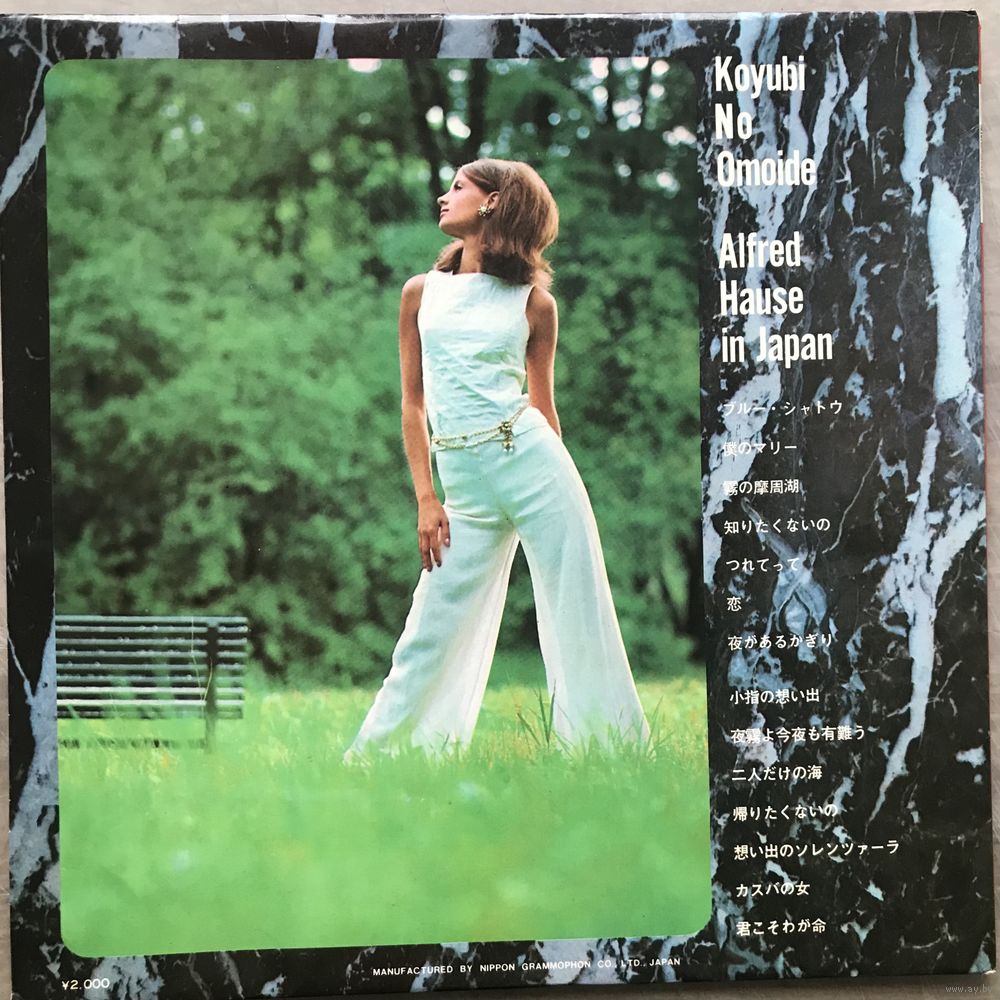 Koyubi
No
Omoide
Alfred
Hause
in Japan
ブルー・シャトウ
僕のマリー
霧の摩周湖
知りたくないの
つれてって
恋
夜があるかぎり
小指の想い出
夜霧よ今夜も有難う
二人だけの海
帰りたくないの
想い出のソレンツァーラ
カスバの女
君こそわが命
MANUFACTURED BY NIPPON GRAMMOPHON CO., LTD., JAPAN
¥2.000
www.ay.by